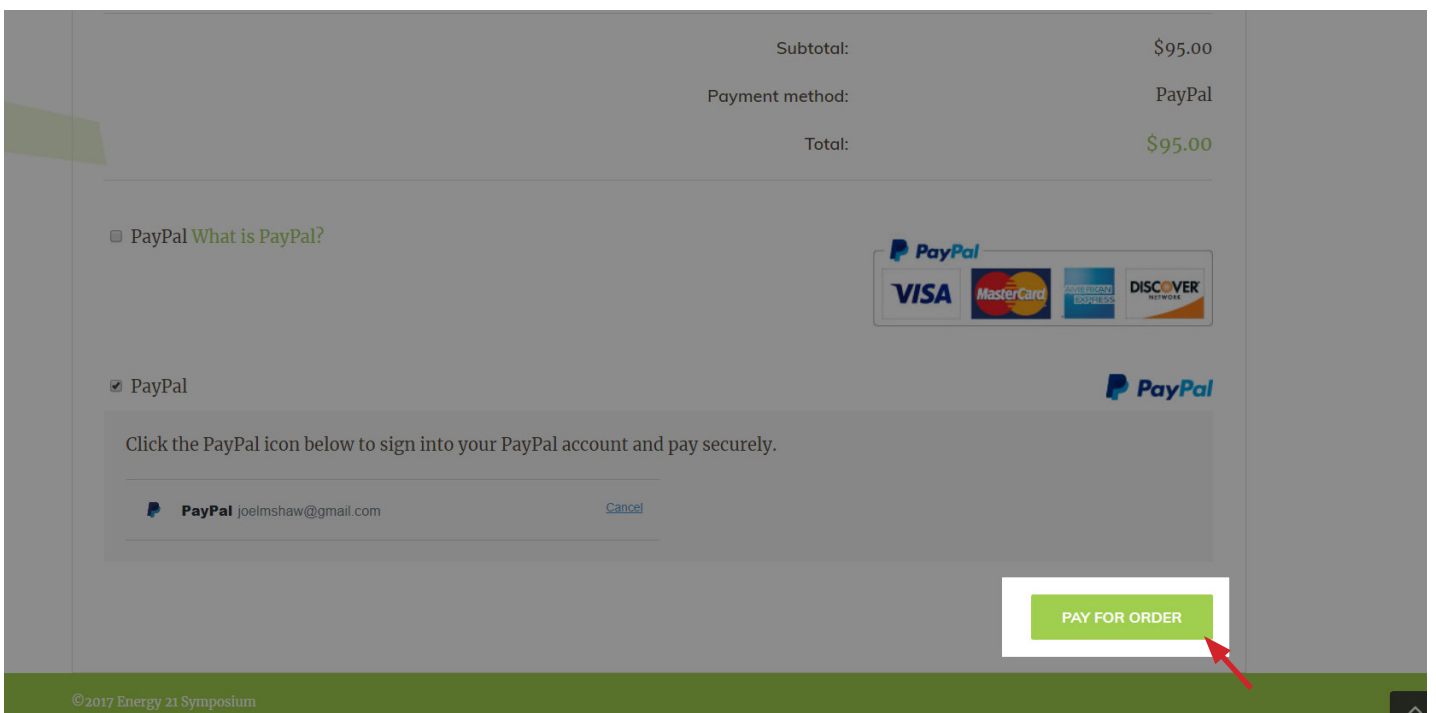 Subtotal: $95.00
Payment method: PayPal
Total: $95.00
PayPal What is PayPal?
PayPal
VISA MasterCard AMERICAN EXPRESS DISCOVER NETWORK
PayPal PayPal
Click the PayPal icon below to sign into your PayPal account and pay securely.
PayPal joelmshaw@gmail.com Cancel
PAY FOR ORDER
©2017 Energy 21 Symposium